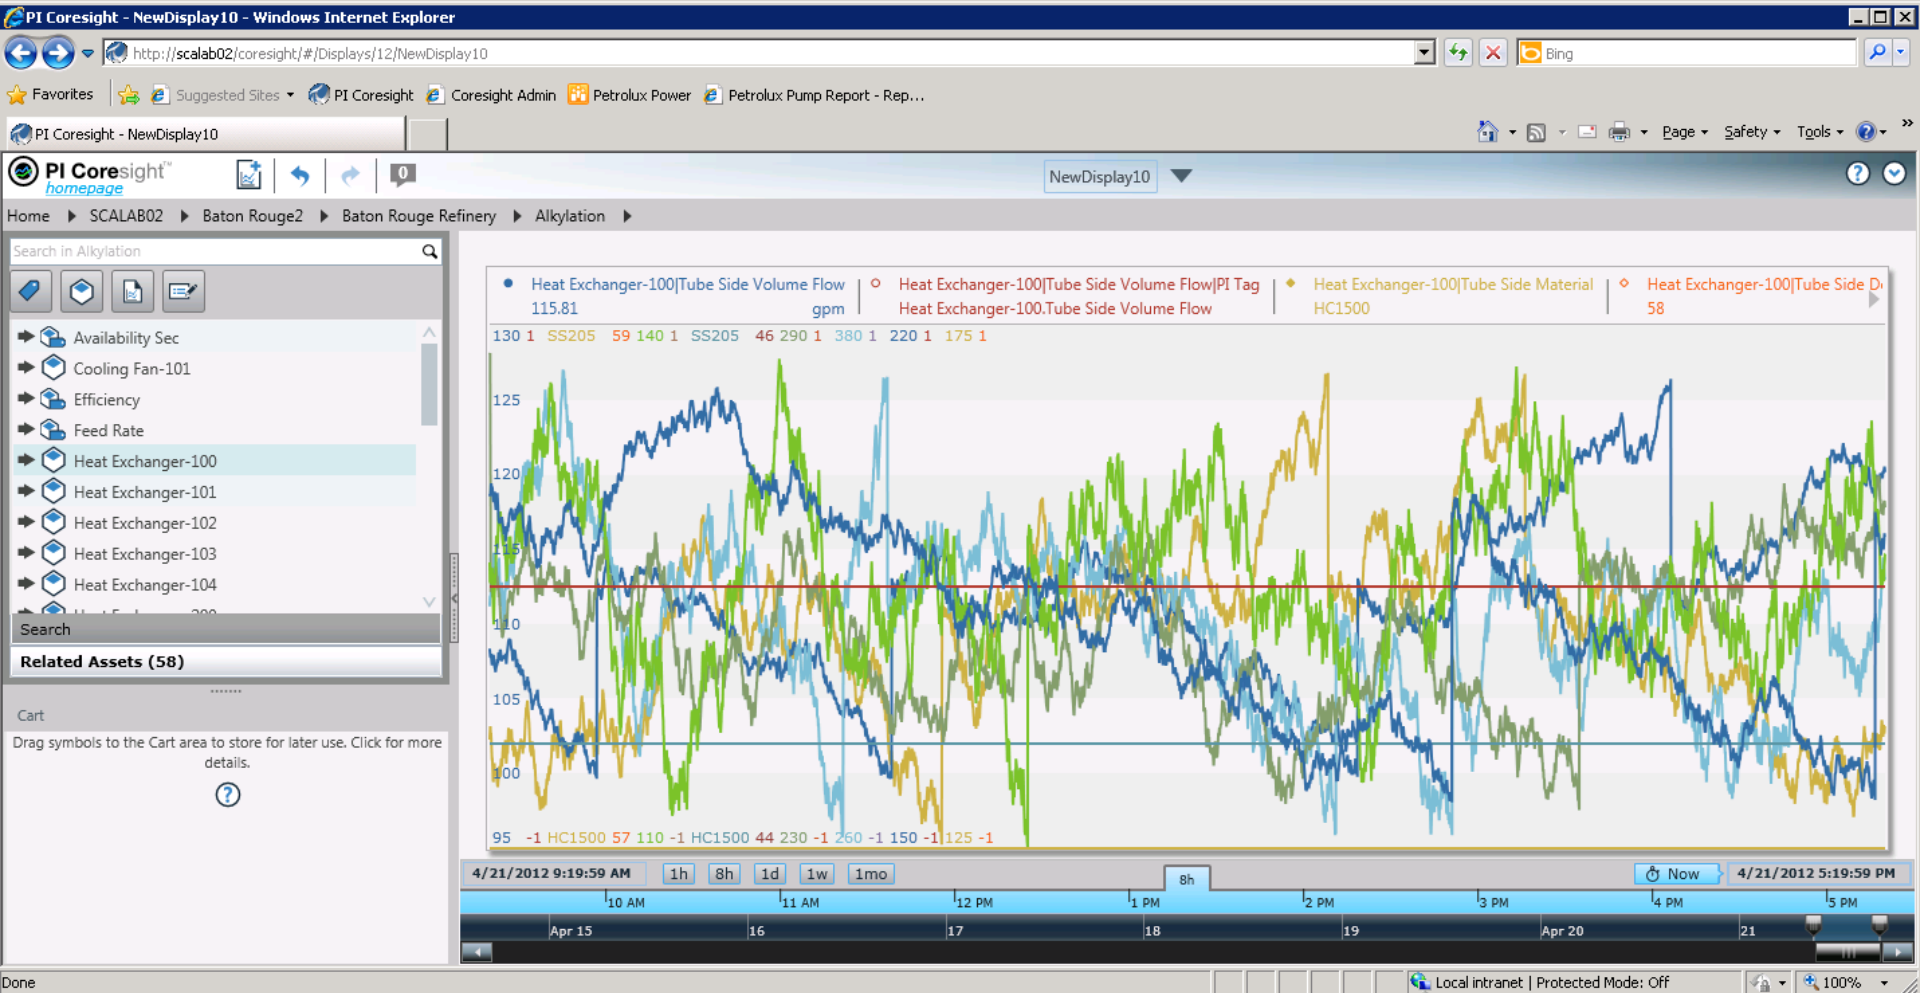 PI Coresight - NewDisplay10 - Windows Internet Explorer
http://scalab02/coresight/#/Displays/12/NewDisplay10
Bing
Favorites
Suggested Sites
PI Coresight
Coresight Admin
Petrolux Power
Petrolux Pump Report - Rep...
PI Coresight - NewDisplay10
Page
Safety
Tools
»
PI Coresight™
homepage
0
NewDisplay10
Home
SCALAB02
Baton Rouge2
Baton Rouge Refinery
Alkylation
Search in Alkylation
Availability Sec
Cooling Fan-101
Efficiency
Feed Rate
Heat Exchanger-100
Heat Exchanger-101
Heat Exchanger-102
Heat Exchanger-103
Heat Exchanger-104
Search
Related Assets (58)
Cart
Drag symbols to the Cart area to store for later use. Click for more
details.
?
Heat Exchanger-100|Tube Side Volume Flow
115.81 gpm
Heat Exchanger-100|Tube Side Volume Flow|PI Tag
Heat Exchanger-100.Tube Side Volume Flow
Heat Exchanger-100|Tube Side Material
HC1500
Heat Exchanger-100|Tube Side D
58
130 1 SS205 59 140 1 SS205 46 290 1 380 1 220 1 175 1
125
120
115
110
105
100
95 -1 HC1500 57 110 -1 HC1500 44 230 -1 260 -1 150 -1 125 -1
4/21/2012 9:19:59 AM
1h
8h
1d
1w
1mo
8h
Now
4/21/2012 5:19:59 PM
10 AM
11 AM
12 PM
1 PM
2 PM
3 PM
4 PM
5 PM
Apr 15
16
17
18
19
Apr 20
21
Done
Local intranet | Protected Mode: Off
100%